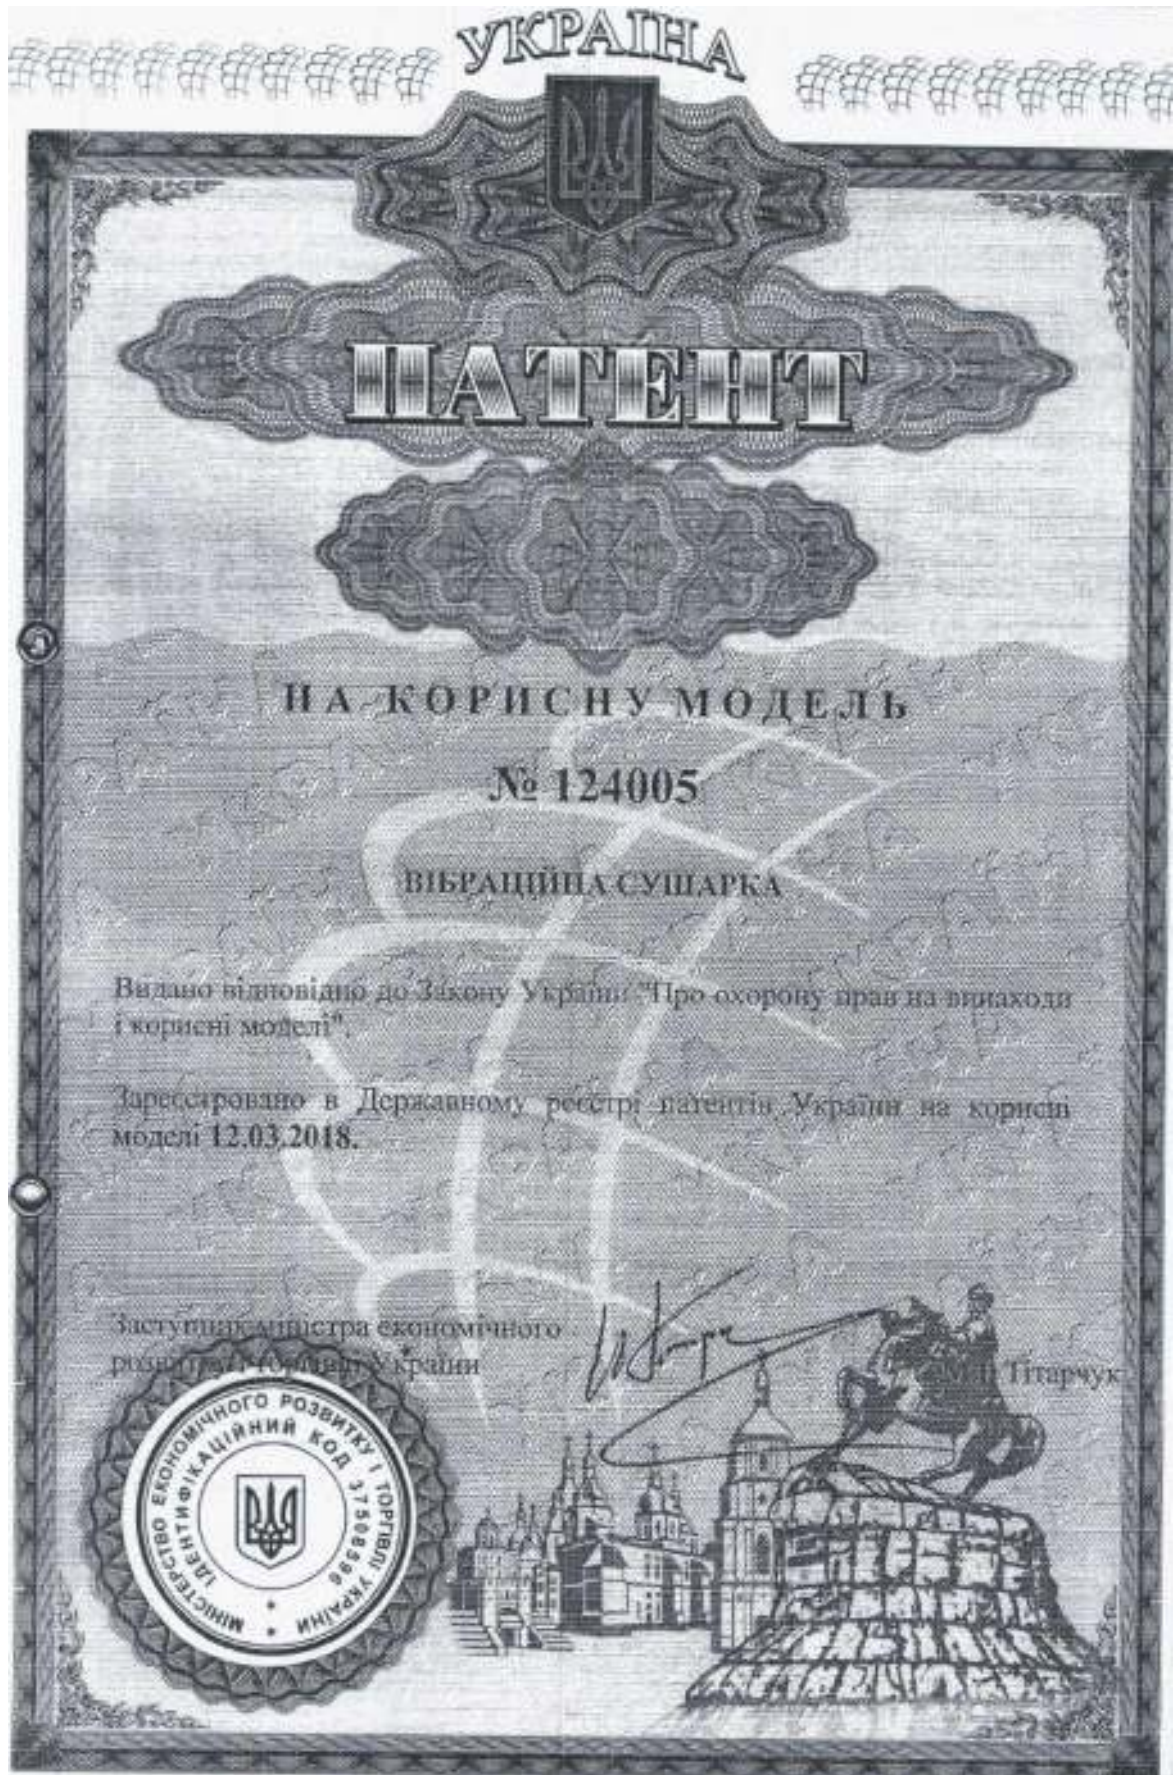 УКРАЇНА
ПАТЕНТ
НА КОРИСНУ МОДЕЛЬ
№ 124005
ВІБРАЦІЙНА СУШАРКА
Видано відповідно до Закону України "Про охорону прав на винаходи
і корисні моделі".
Зареєстровано в Державному реєстрі патентів України на корисні
моделі 12.03.2018.
Заступник міністра економічного
розвитку і торгівлі України
Тітарчук
МІНІСТЕРСТВО ЕКОНОМІЧНОГО РОЗВИТКУ І ТОРГІВЛІ УКРАЇНИ
ІДЕНТИФІКАЦІЙНИЙ КОД 37508596